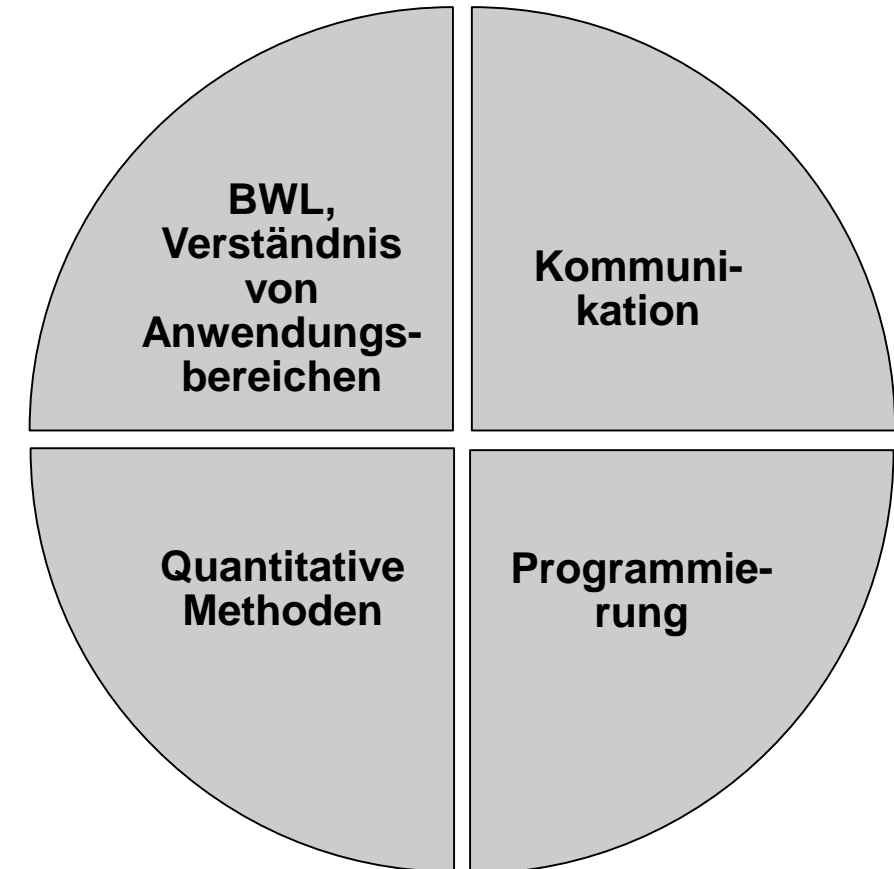 BWL,
Verständnis
von
Anwendungs-
bereichen
Kommuni-
kation
Quantitative
Methoden
Programmie-
rung